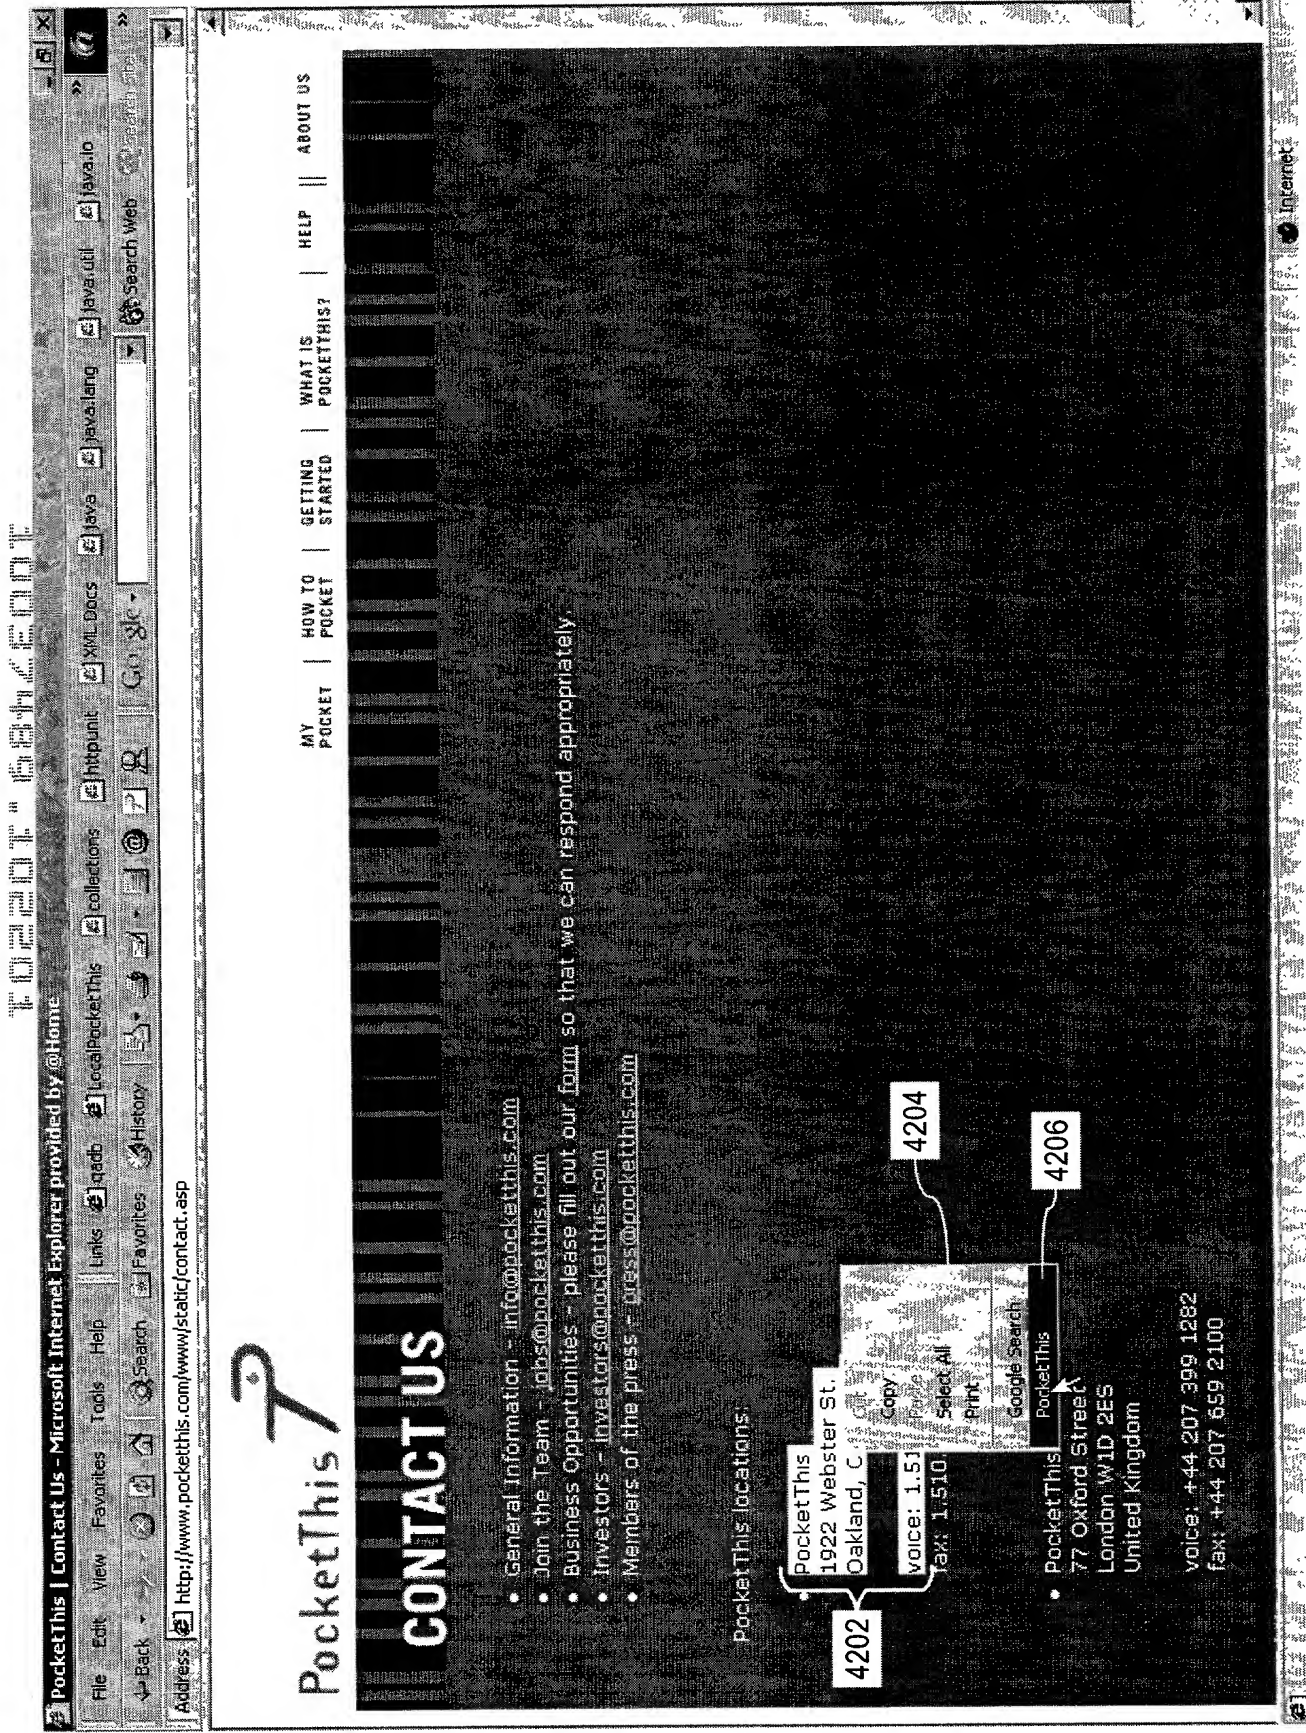 PocketThis | Contact Us - Microsoft Internet Explorer provided by @Home
File Edit View Favorites Tools Help Links qadb LocalPocketThis collections httpunit XML Docs java java.lang java.util java.io
Back Search Favorites History Google Search Web
Address http://www.pocketthis.com/www/static/contact.asp
PocketThis
MY POCKET | HOW TO POCKET | GETTING STARTED | WHAT IS POCKETTHIS? | HELP || ABOUT US
CONTACT US
• General Information - info@pocketthis.com
• Join the Team - jobs@pocketthis.com
• Business Opportunities - please fill out our form so that we can respond appropriately.
• Investors - investors@pocketthis.com
• Members of the press - press@pocketthis.com
PocketThis locations:
• PocketThis
1922 Webster St.
Oakland, C
voice: 1.51
fax: 1.510
4202
Cut
Copy
Paste
Select All
Print
Google Search
PocketThis
4204
4206
• PocketThis
77 Oxford Street
London W1D 2ES
United Kingdom
voice: +44 207 399 1282
fax: +44 207 659 2100
Internet